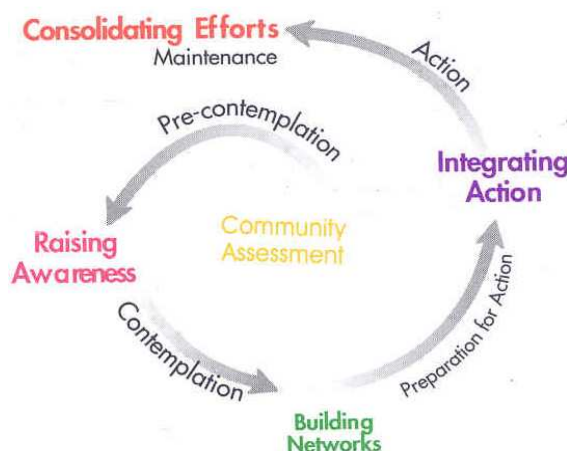 Consolidating Efforts
Maintenance
Action
Pre-contemplation
Integrating
Action
Community
Assessment
Raising
Awareness
Contemplation
Preparation for Action
Building
Networks